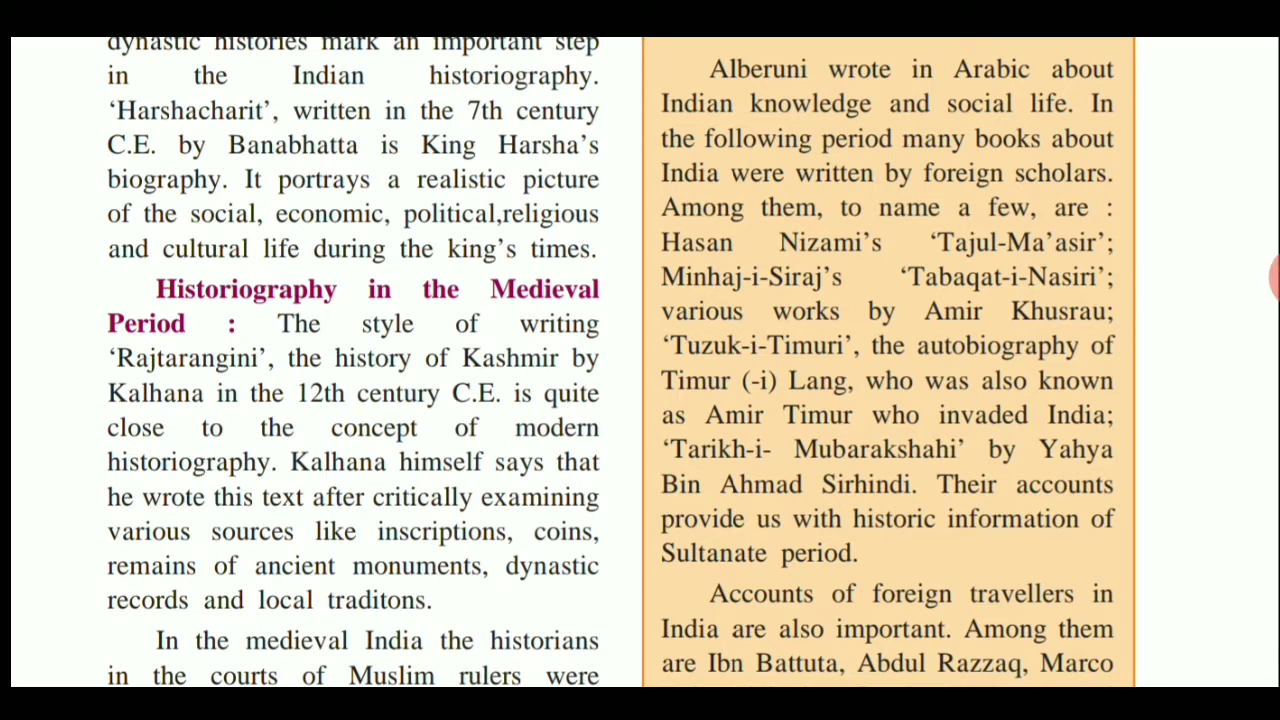 dynastic histories mark an important step
in the Indian historiography.
‘Harshacharit’, written in the 7th century
C.E. by Banabhatta is King Harsha’s
biography. It portrays a realistic picture
of the social, economic, political,religious
and cultural life during the king’s times.
Historiography in the Medieval
Period : The style of writing
‘Rajtarangini’, the history of Kashmir by
Kalhana in the 12th century C.E. is quite
close to the concept of modern
historiography. Kalhana himself says that
he wrote this text after critically examining
various sources like inscriptions, coins,
remains of ancient monuments, dynastic
records and local traditons.
In the medieval India the historians
in the courts of Muslim rulers were
Alberuni wrote in Arabic about
Indian knowledge and social life. In
the following period many books about
India were written by foreign scholars.
Among them, to name a few, are :
Hasan Nizami’s ‘Tajul-Ma’asir’;
Minhaj-i-Siraj’s ‘Tabaqat-i-Nasiri’;
various works by Amir Khusrau;
‘Tuzuk-i-Timuri’, the autobiography of
Timur (-i) Lang, who was also known
as Amir Timur who invaded India;
‘Tarikh-i- Mubarakshahi’ by Yahya
Bin Ahmad Sirhindi. Their accounts
provide us with historic information of
Sultanate period.
Accounts of foreign travellers in
India are also important. Among them
are Ibn Battuta, Abdul Razzaq, Marco